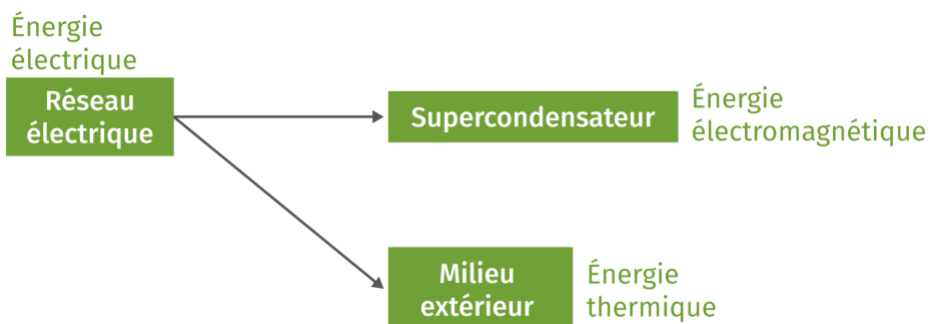 Énergie
électrique
Réseau
électrique
Supercondensateur
Énergie
électromagnétique
Milieu
extérieur
Énergie
thermique